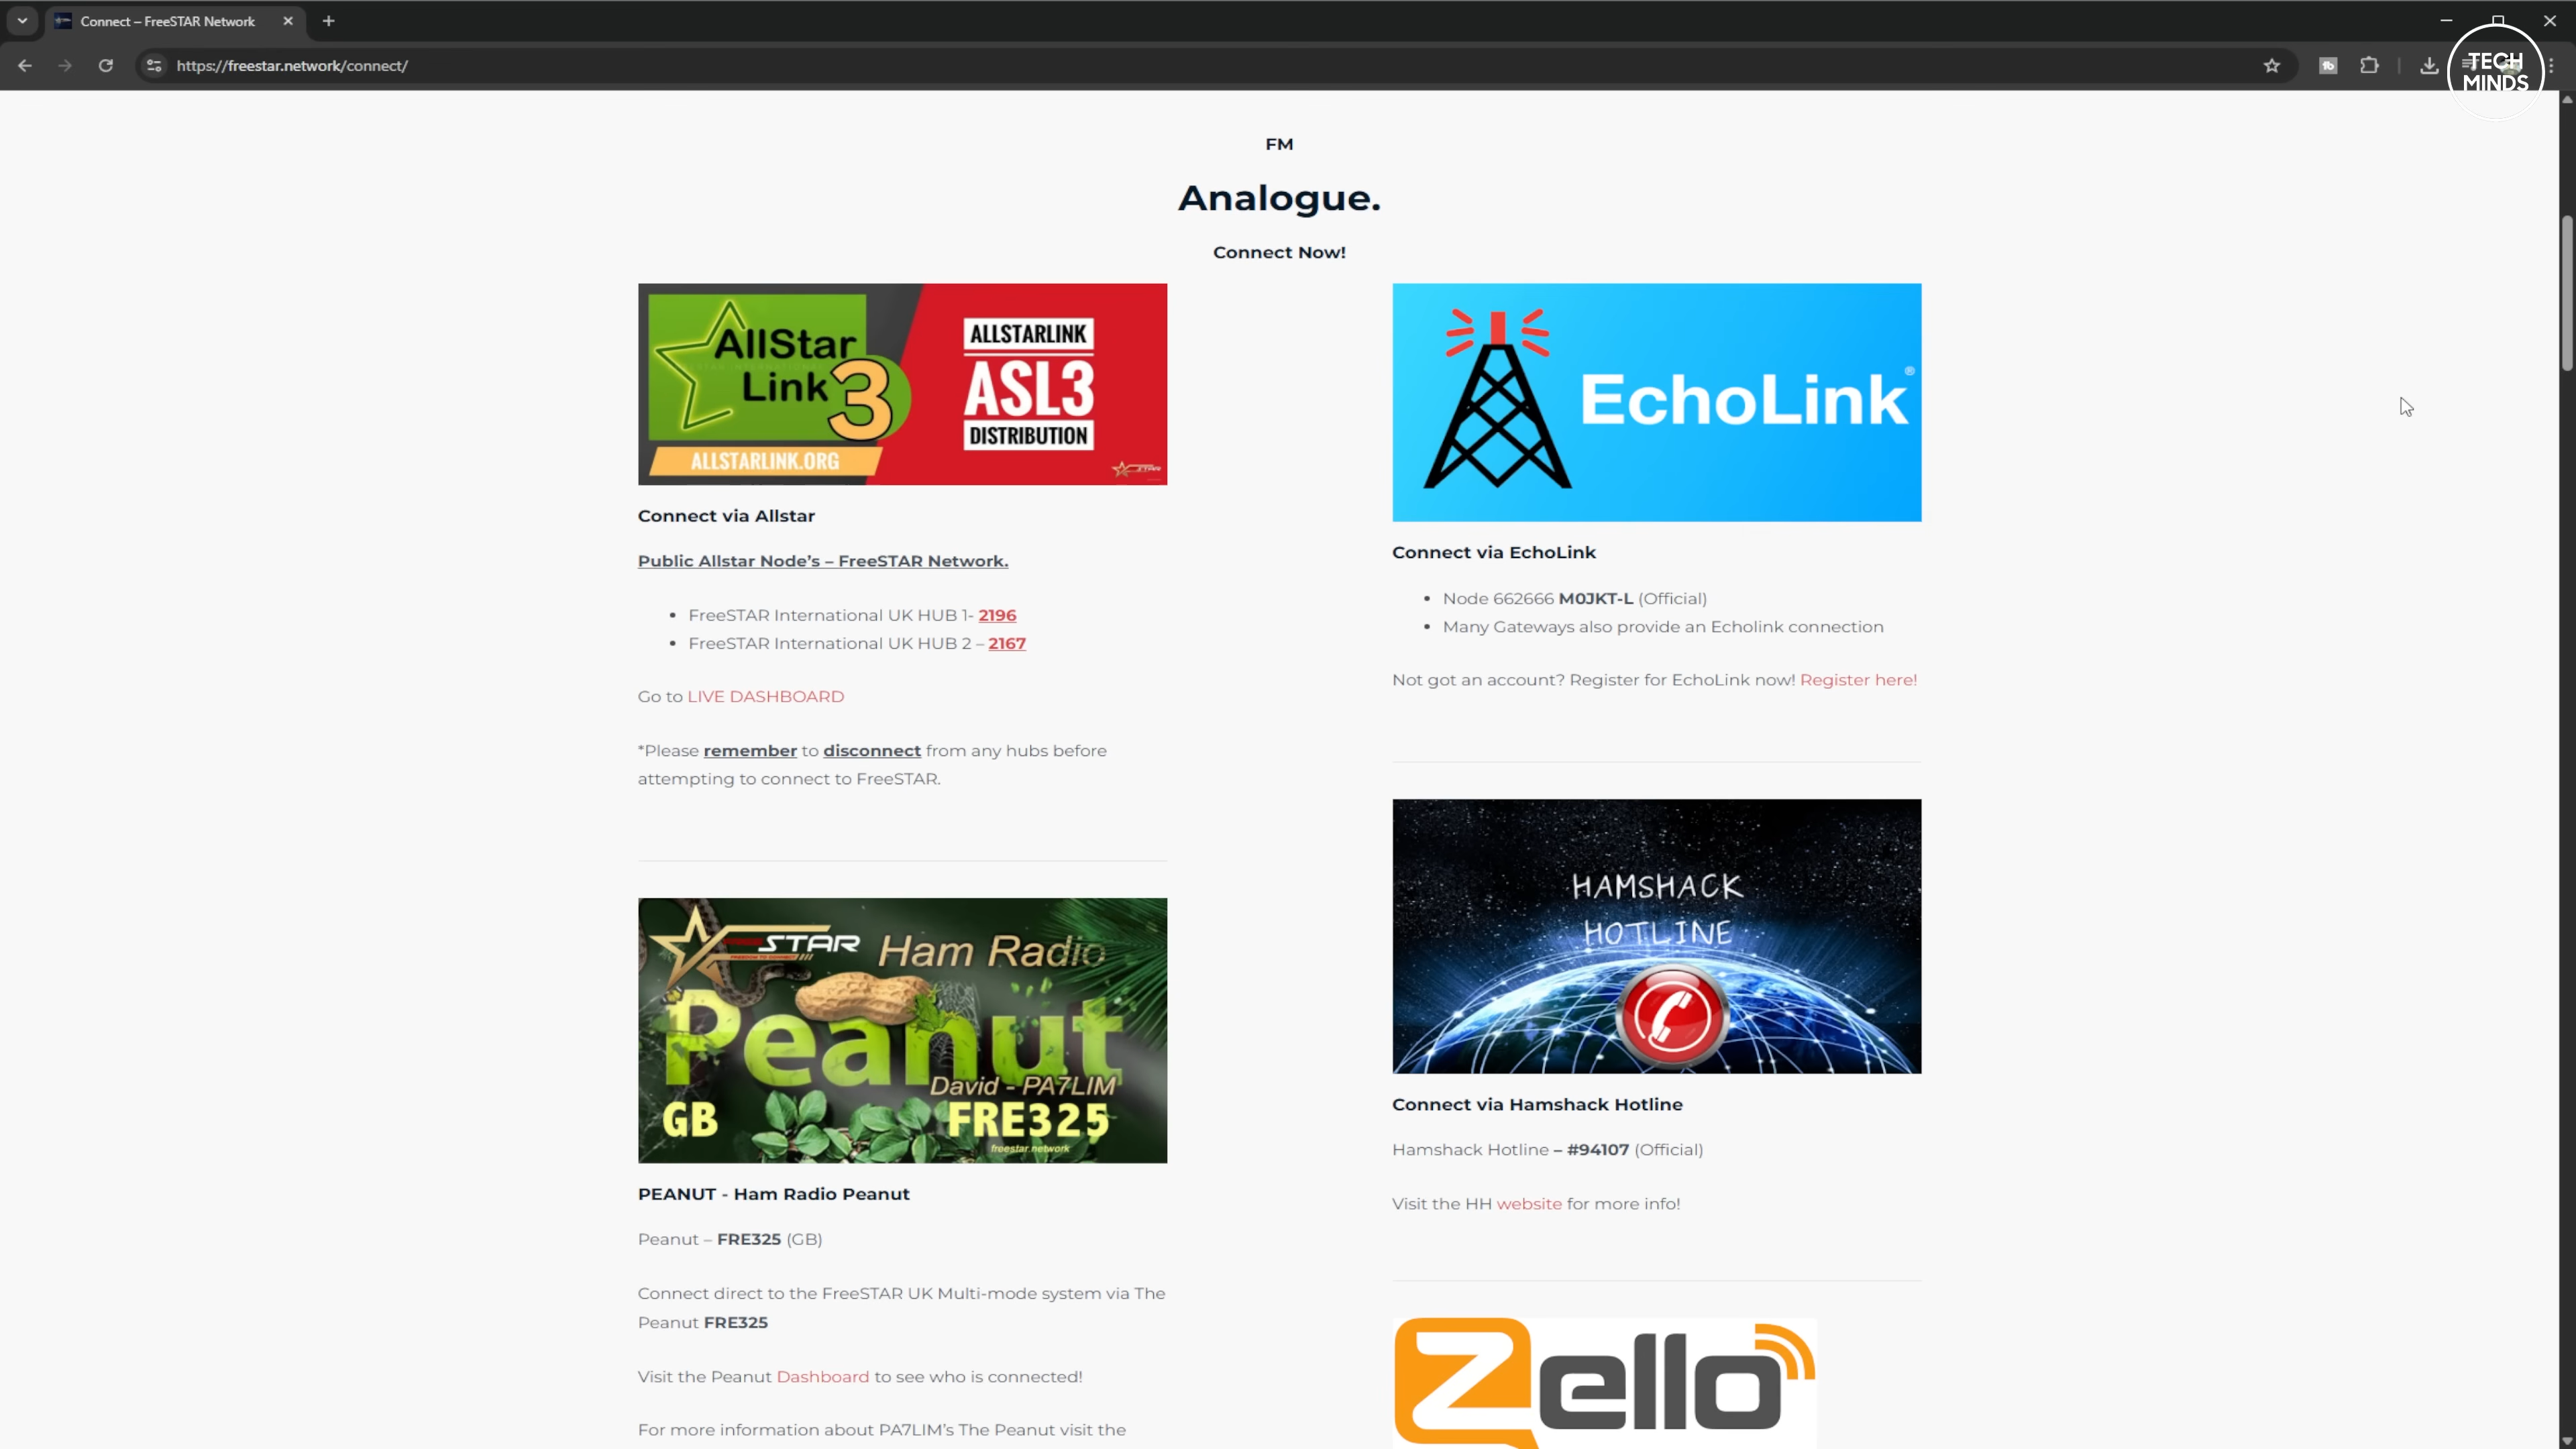 Connect – FreeSTAR Network
https://freestar.network/connect/
TECH
MINDS
FM
Analogue.
Connect Now!
AllStar
Link 3
ALLSTARLINK.ORG
ALLSTARLINK
ASL3
DISTRIBUTION
Connect via Allstar
Public Allstar Node’s – FreeSTAR Network.
• FreeSTAR International UK HUB 1- 2196
• FreeSTAR International UK HUB 2 – 2167
Go to LIVE DASHBOARD
*Please remember to disconnect from any hubs before
attempting to connect to FreeSTAR.
STAR
FREEDOM TO CONNECT
Ham Radio
Peanut
David - PA7LIM
GB
FRE325
freestar.network
PEANUT - Ham Radio Peanut
Peanut – FRE325 (GB)
Connect direct to the FreeSTAR UK Multi-mode system via The
Peanut FRE325
Visit the Peanut Dashboard to see who is connected!
For more information about PA7LIM’s The Peanut visit the
EchoLink®
Connect via EchoLink
• Node 662666 M0JKT-L (Official)
• Many Gateways also provide an Echolink connection
Not got an account? Register for EchoLink now! Register here!
HAMSHACK
HOTLINE
Connect via Hamshack Hotline
Hamshack Hotline – #94107 (Official)
Visit the HH website for more info!
Zello